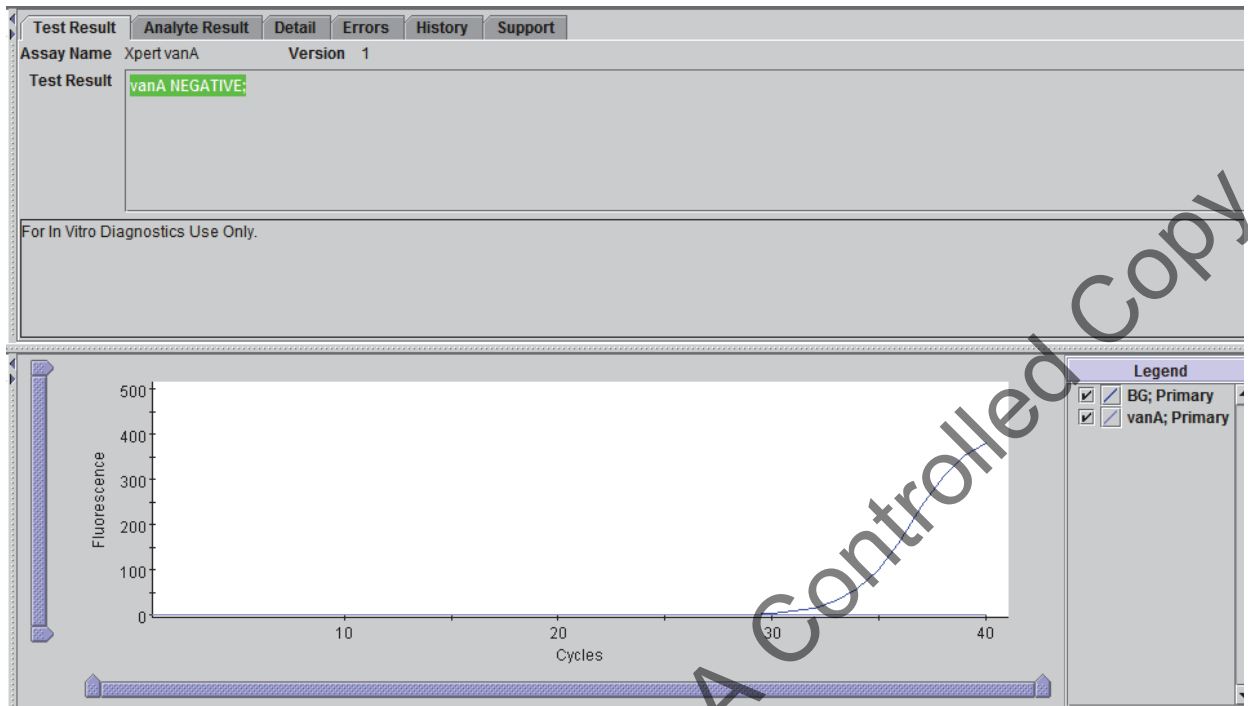 Test Result Analyte Result Detail Errors History Support
Assay Name Xpert vanA Version 1
Test Result vanA NEGATIVE;
For In Vitro Diagnostics Use Only.
Legend
BG; Primary
vanA; Primary
500
400
300
200
100
0
Fluorescence
10 20 30 40
Cycles
A Controlled Copy